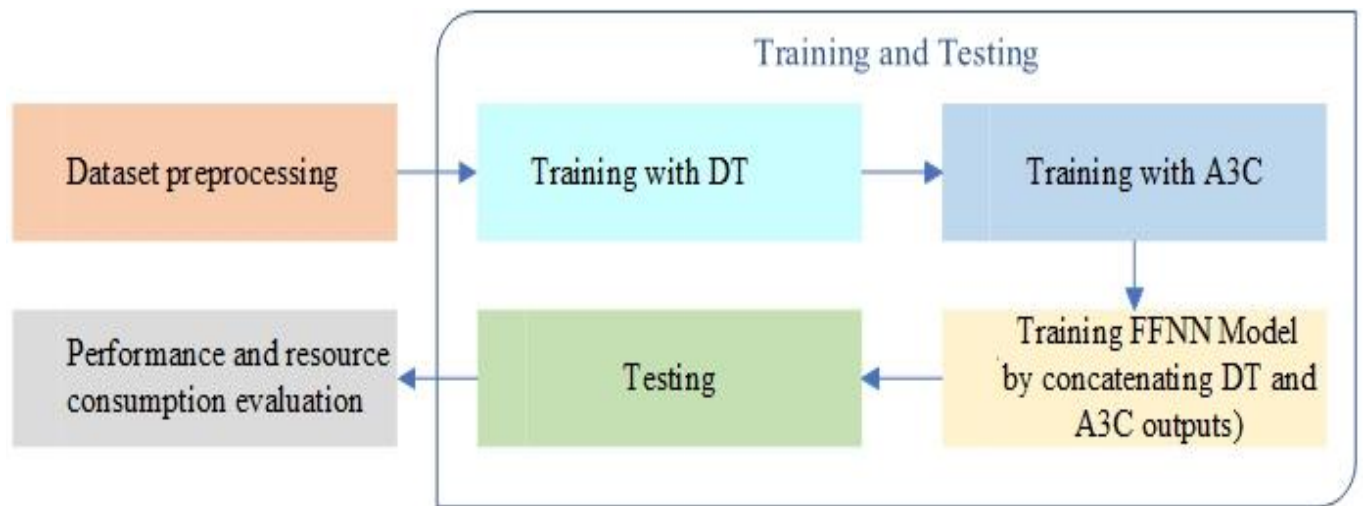 Training and Testing
Dataset preprocessing
Training with DT
Training with A3C
Training FFNN Model
by concatenating DT and
A3C outputs)
Testing
Performance and resource
consumption evaluation